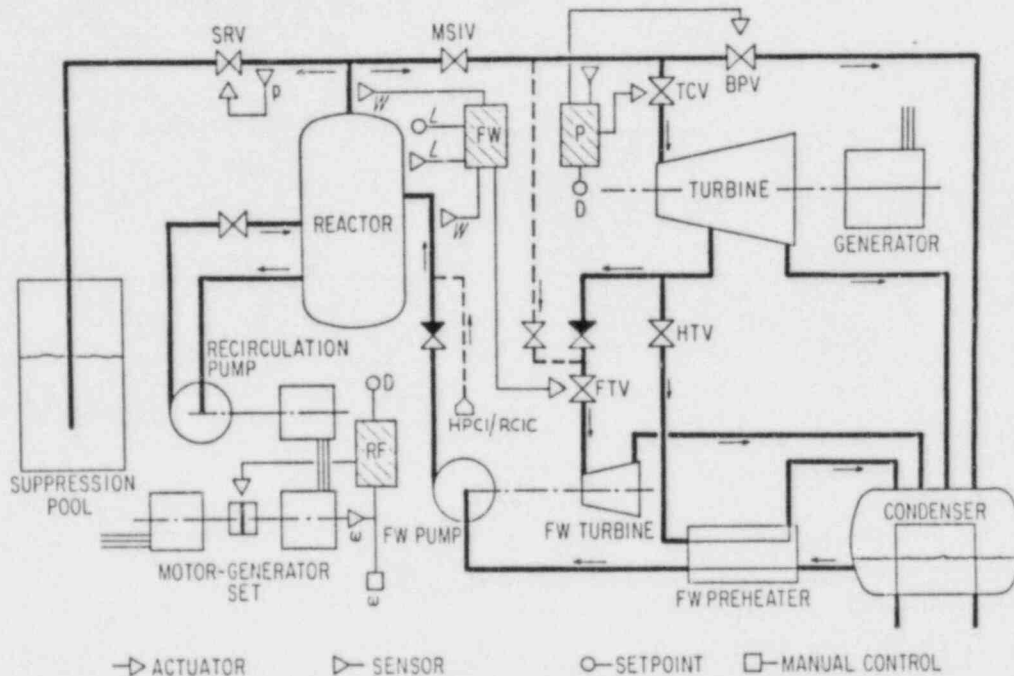 SRV
MSIV
BPV
TCV
p
W
L
L
FW
W
P
D
TURBINE
GENERATOR
REACTOR
RECIRCULATION
PUMP
HTV
FTV
D
RF
HPCI/RCIC
SUPPRESSION
POOL
ω
ω
MOTOR-GENERATOR
SET
FW PUMP
FW TURBINE
CONDENSER
FW PREHEATER
ACTUATOR
SENSOR
SETPOINT
MANUAL CONTROL